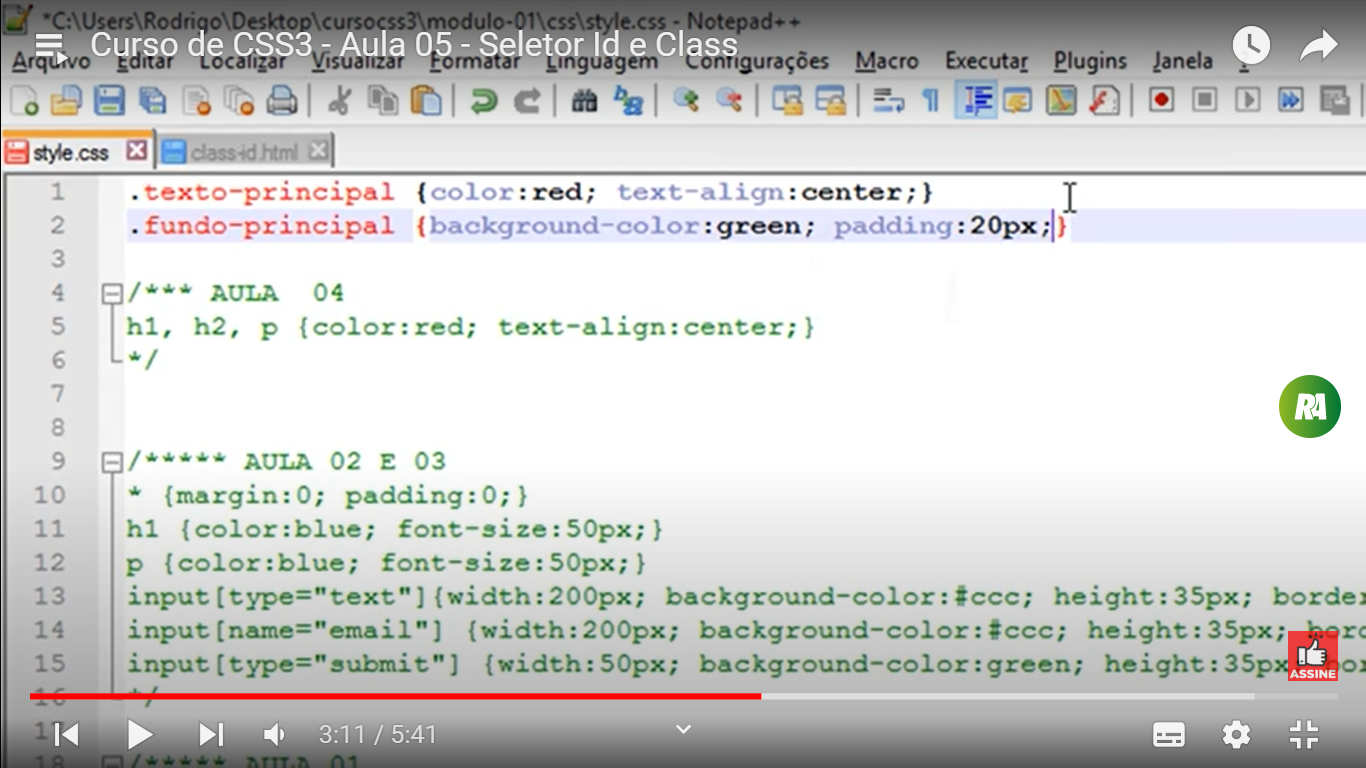 *C:\Users\Rodrigo\Desktop\cursocss3\modulo-01\css\style.css - Notepad++
Curso de CSS3 - Aula 05 - Seletor Id e Class
Arquivo Editar Localizar Visualizar Formatar Linguagem Configurações Macro Executar Plugins Janela
style.css class-id.html
1 .texto-principal {color:red; text-align:center;}
2 .fundo-principal {background-color:green; padding:20px;}
3
4 /*** AULA  04
5 h1, h2, p {color:red; text-align:center;}
6 */
7
8
RA
9 /***** AULA 02 E 03
10 * {margin:0; padding:0;}
11 h1 {color:blue; font-size:50px;}
12 p {color:blue; font-size:50px;}
13 input[type="text"]{width:200px; background-color:#ccc; height:35px; border
14 input[name="email"] {width:200px; background-color:#ccc; height:35px;
15 input[type="submit"] {width:50px; background-color:green; height:35px
ASSINE
16 */
17
3:11 / 5:41
18 /***** AULA 01